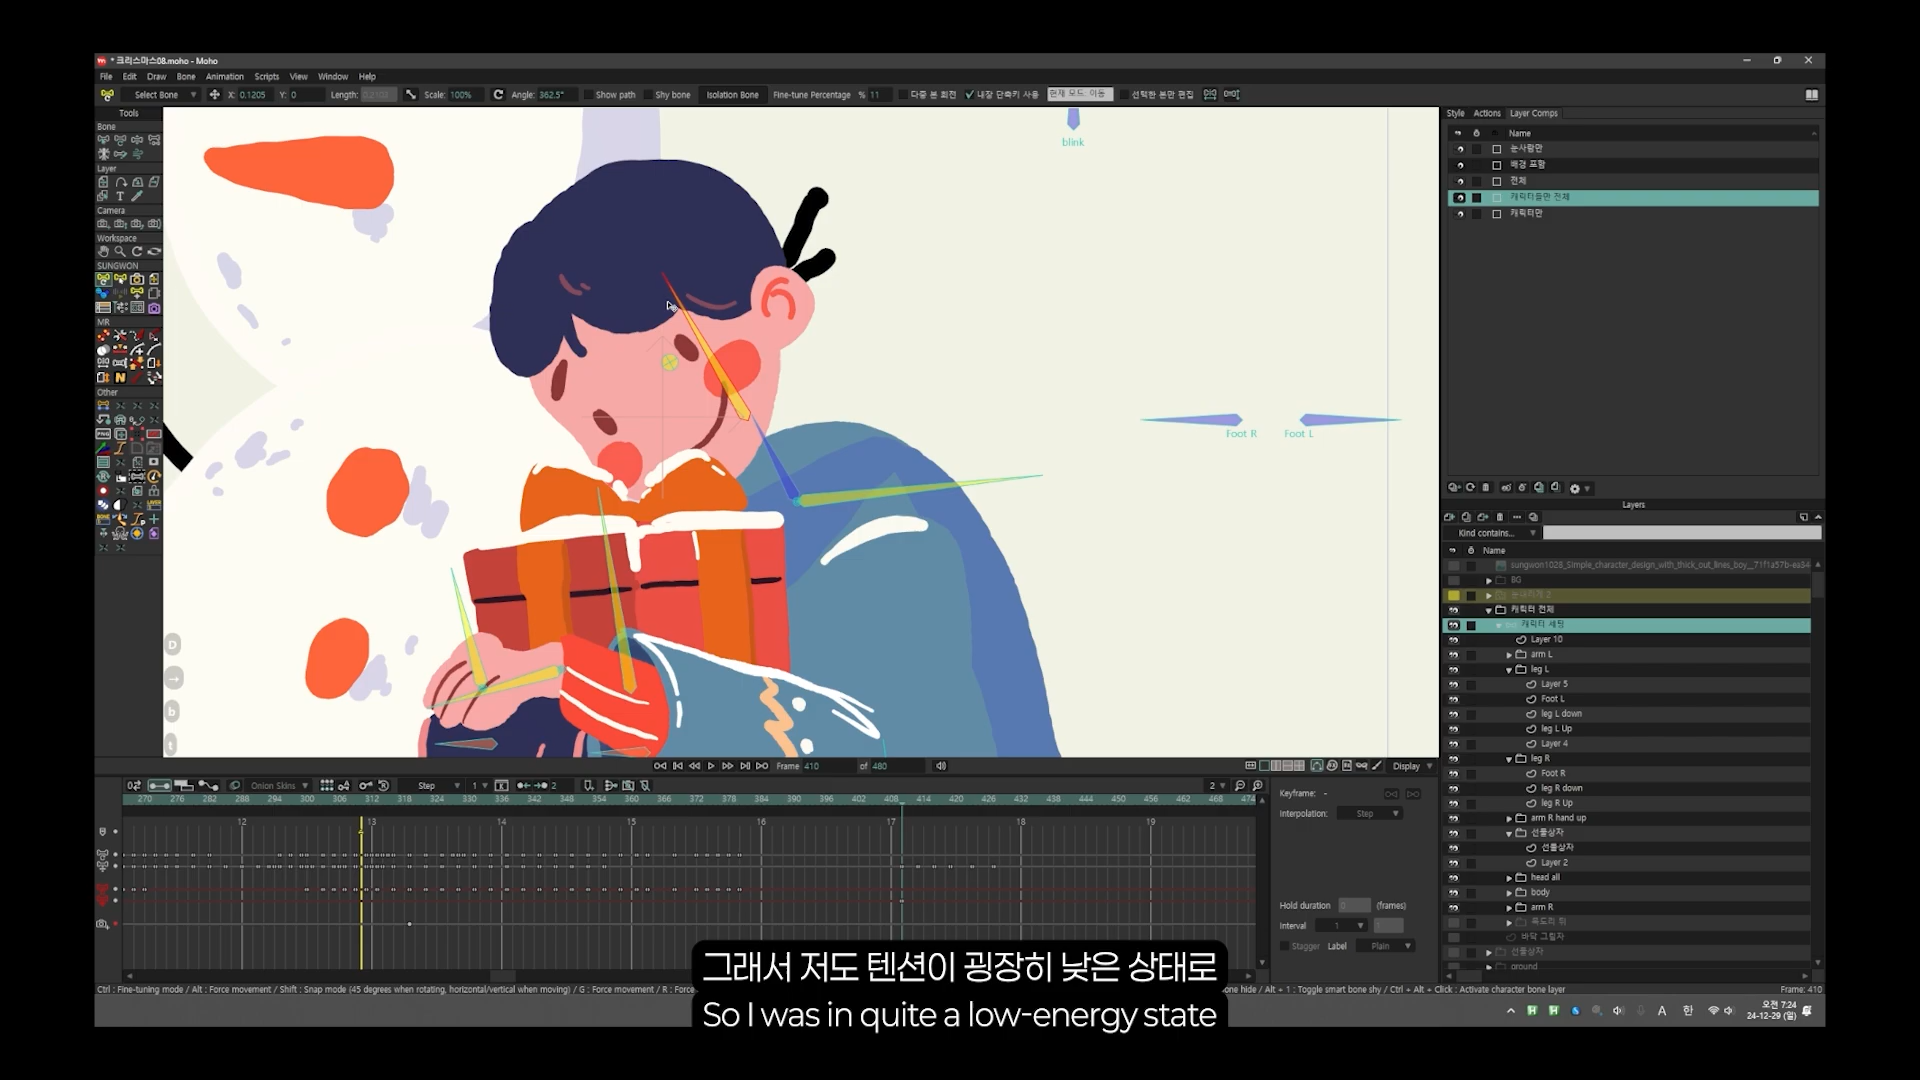 * 크리스마스08.moho - Moho
File Edit Draw Bone Animation Scripts View Window Help
Select Bone X: 0.1205 Y: 0 Length: Scale: 100% Angle: 362.5° Show path Shy bone Isolation Bone Fine-tune Percentage % 11 다중 본 회전 내장 단축키 사용 현재 모드: 이동 선택한 본만 편집
Tools
Bone
Layer
Camera
Workspace
SUNGWON
MR
Other
blink
Foot R Foot L
D
b
t
Style Actions Layer Comps
Name
눈사람만
배경 포함
전체
캐릭터들만 전체
캐릭터만
Layers
Kind contains...
Name
sungwon1028_Simple_character_design_with_thick_out_lines_boy__71f1a57b-ea34
BG
캐릭터 전체
캐릭터 세팅
Layer 10
arm L
leg L
Layer 5
Foot L
leg L down
leg L Up
Layer 4
leg R
Foot R
leg R down
leg R Up
arm R hand up
선물상자
선물상자
Layer 2
head all
body
arm R
목도리 뒤
바닥 그림자
선물상자
ground
Frame 410 of 480 Display
Onion Skins Step 1 2 2
270 276 282 288 294 300 306 312 318 324 330 336 342 348 354 360 366 372 378 384 390 396 402 408 414 420 426 432 438 444 450 456 462 468 474
12 13 14 15 16 17 18 19
Keyframe: -
Interpolation: Step
Hold duration 0 (frames)
Interval 1 1
Stagger Label Plain
Ctrl : Fine-tuning mode / Alt : Force movement / Shift : Snap mode (45 degrees when rotating, horizontal/vertical when moving) / G : Force movement / R : Force
bone hide / Alt + 1 : Toggle smart bone shy / Ctrl + Alt + Click : Activate character bone layer
Frame: 410
A 한
오전 7:24
24-12-29 (일)
그래서 저도 텐션이 굉장히 낮은 상태로
So I was in quite a low-energy state